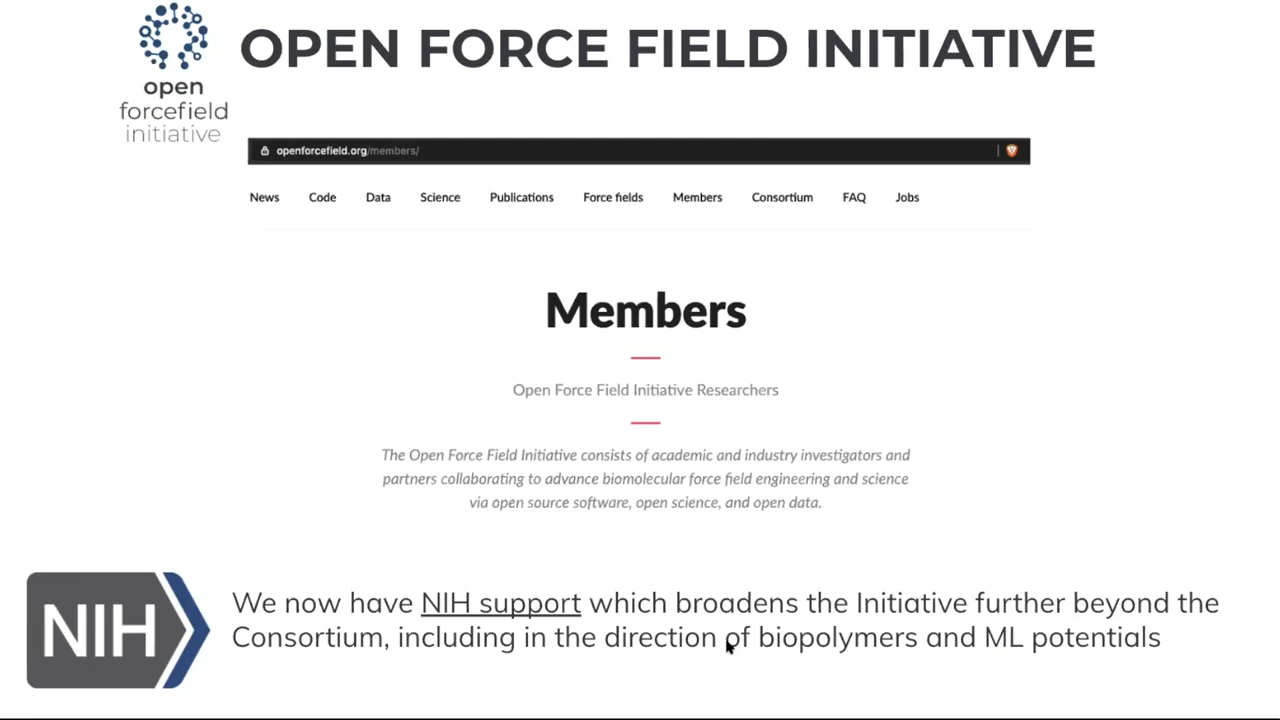 open
forcefield
initiative
OPEN FORCE FIELD INITIATIVE
openforcefield.org/members/
News Code Data Science Publications Force fields Members Consortium FAQ Jobs
Members
Open Force Field Initiative Researchers
The Open Force Field Initiative consists of academic and industry investigators and
partners collaborating to advance biomolecular force field engineering and science
via open source software, open science, and open data.
NIH
We now have NIH support which broadens the Initiative further beyond the
Consortium, including in the direction of biopolymers and ML potentials